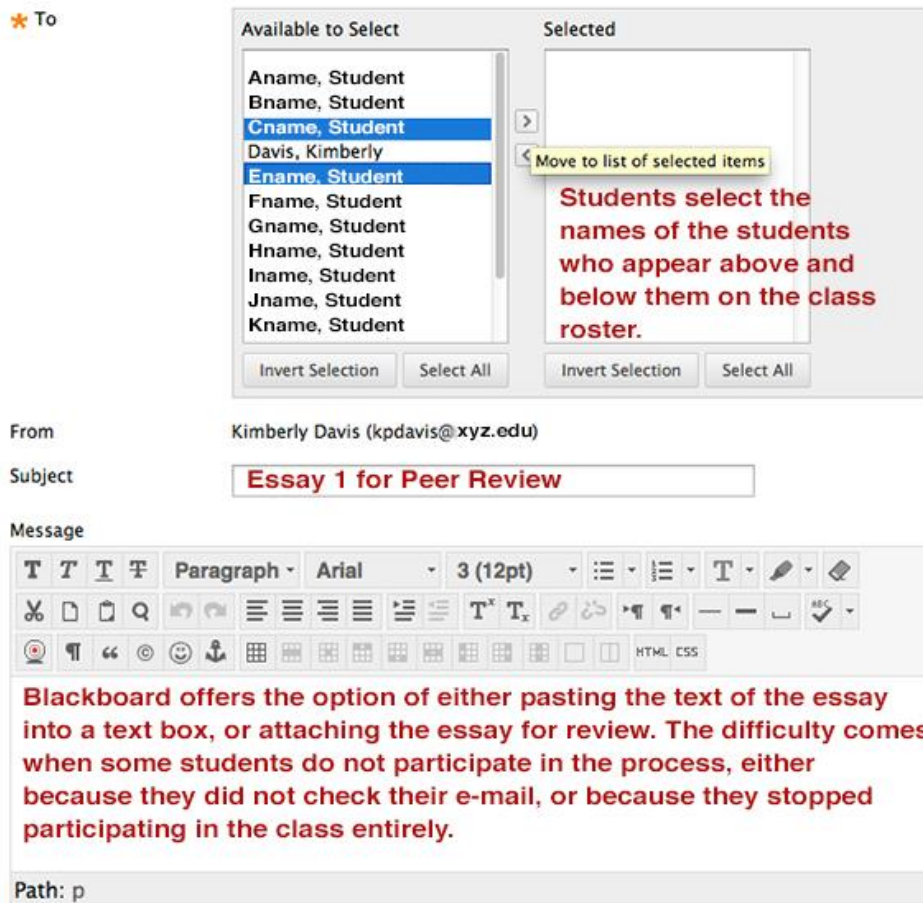 * To
Available to Select
Selected
Aname, Student
Bname, Student
Cname, Student
Davis, Kimberly
Ename, Student
Fname, Student
Gname, Student
Hname, Student
Iname, Student
Jname, Student
Kname, Student
>
<
Move to list of selected items
Students select the
names of the students
who appear above and
below them on the class
roster.
Invert Selection
Select All
Invert Selection
Select All
From
Kimberly Davis (kpdavis@xyz.edu)
Subject
Essay 1 for Peer Review
Message
T T T T Paragraph Arial 3 (12pt) T
Tx Tx ABC
¶ “ © HTML CSS
Blackboard offers the option of either pasting the text of the essay
into a text box, or attaching the essay for review. The difficulty comes
when some students do not participate in the process, either
because they did not check their e-mail, or because they stopped
participating in the class entirely.
Path: p